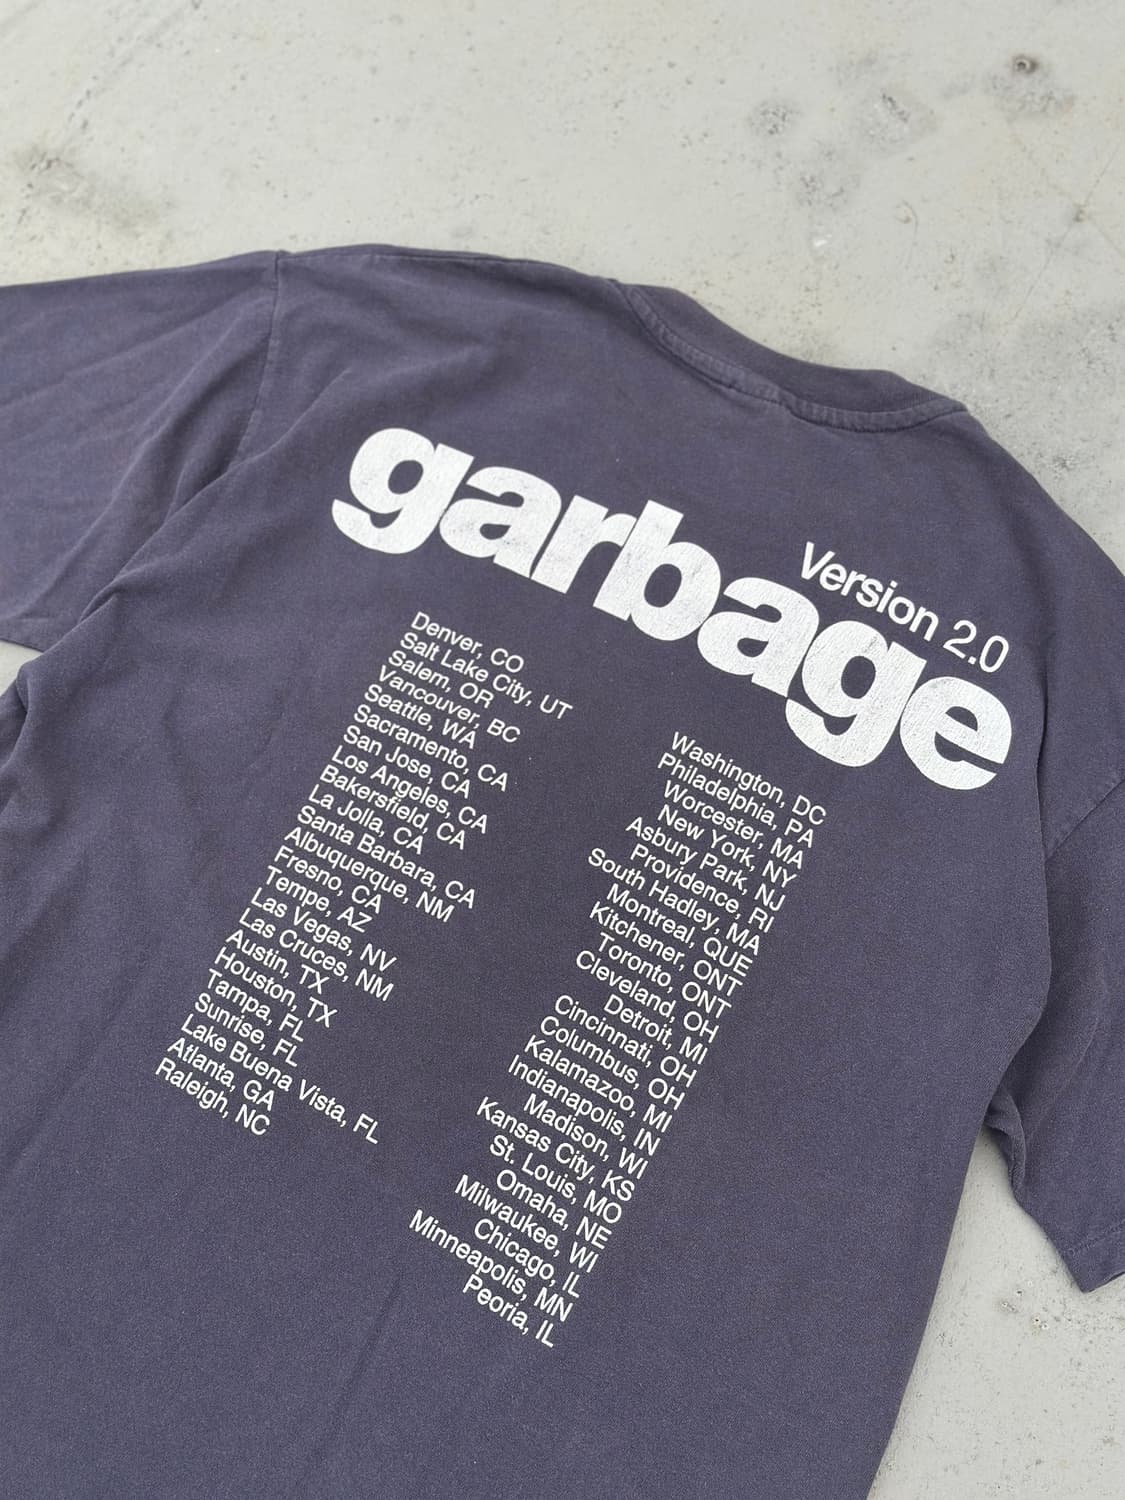 garbage
Version 2.0
Denver, CO
Salt Lake City, UT
Salem, OR
Vancouver, BC
Seattle, WA
Sacramento, CA
San Jose, CA
Los Angeles, CA
Bakersfield, CA
La Jolla, CA
Santa Barbara, CA
Albuquerque, NM
Fresno, CA
Tempe, AZ
Las Vegas, NV
Las Cruces, NM
Austin, TX
Houston, TX
Tampa, FL
Sunrise, FL
Lake Buena Vista, FL
Atlanta, GA
Raleigh, NC
Washington, DC
Philadelphia, PA
Worcester, MA
New York, NY
Asbury Park, NJ
Providence, RI
South Hadley, MA
Montreal, QUE
Kitchener, ONT
Toronto, ONT
Cleveland, OH
Detroit, MI
Cincinnati, OH
Columbus, OH
Kalamazoo, MI
Indianapolis, IN
Madison, WI
Kansas City, KS
St. Louis, MO
Omaha, NE
Milwaukee, WI
Chicago, IL
Minneapolis, MN
Peoria, IL